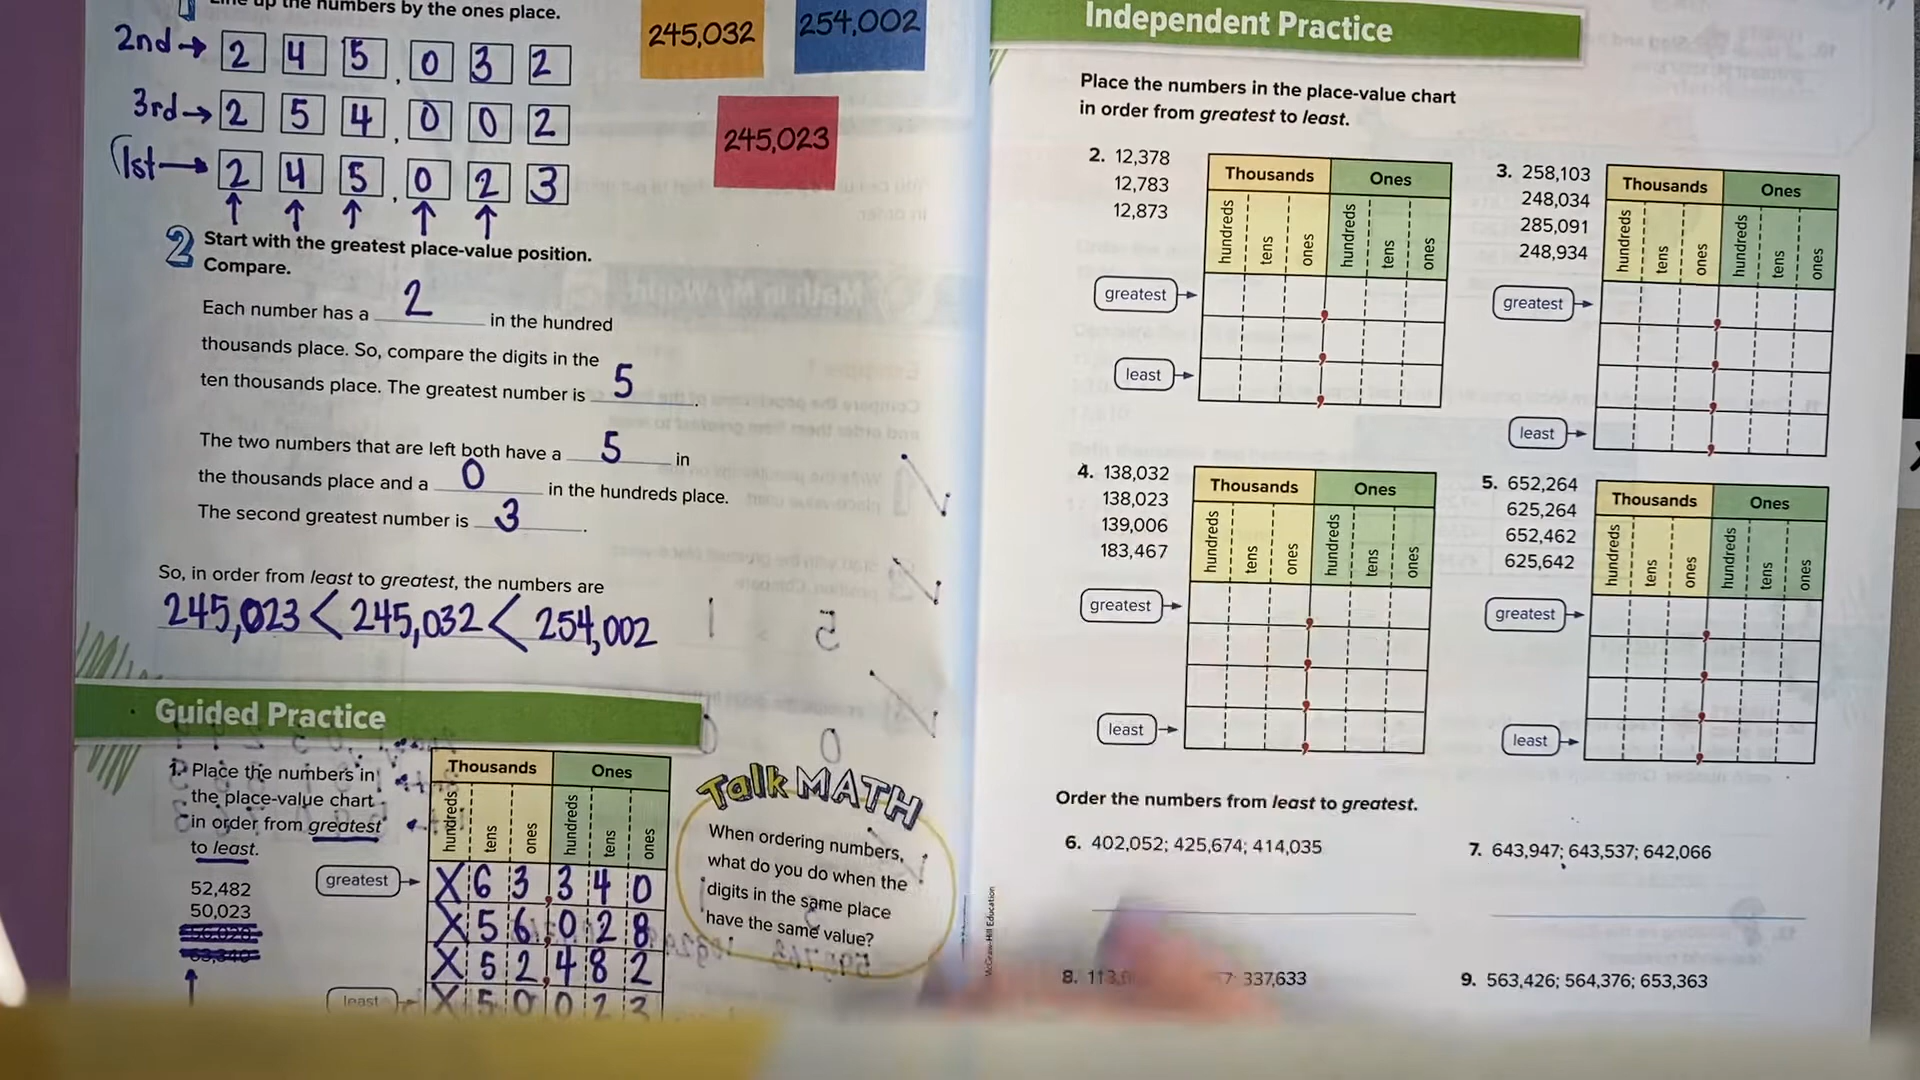 Line up the numbers by the ones place.
2nd → 2 4 5 , 0 3 2
3rd → 2 5 4 , 0 0 2
1st → 2 4 5 , 0 2 3
245,032
254,002
245,023
2 Start with the greatest place-value position.
Compare.
Each number has a 2 in the hundred
thousands place. So, compare the digits in the
ten thousands place. The greatest number is 5.
The two numbers that are left both have a 5 in
the thousands place and a 0 in the hundreds place.
The second greatest number is 3.
So, in order from least to greatest, the numbers are
245,023 < 245,032 < 254,002
Guided Practice
1. Place the numbers in
the place-value chart
in order from greatest
to least.
52,482
50,023
56,028
63,340
Thousands Ones
hundreds tens ones hundreds tens ones
greatest → X 6 3 , 3 4 0
X 5 6 , 0 2 8
X 5 2 , 4 8 2
least → X 5 0 0 2 3
Talk MATH
When ordering numbers,
what do you do when the
digits in the same place
have the same value?
McGraw-Hill Education
Independent Practice
Place the numbers in the place-value chart
in order from greatest to least.
2. 12,378
12,783
12,873
Thousands Ones
hundreds tens ones hundreds tens ones
greatest →
least →
3. 258,103
248,034
285,091
248,934
Thousands Ones
hundreds tens ones hundreds tens ones
greatest →
least →
4. 138,032
138,023
139,006
183,467
Thousands Ones
hundreds tens ones hundreds tens ones
greatest →
least →
5. 652,264
625,264
652,462
625,642
Thousands Ones
hundreds tens ones hundreds tens ones
greatest →
least →
Order the numbers from least to greatest.
6. 402,052; 425,674; 414,035
7. 643,947; 643,537; 642,066
8. 337,633
9. 563,426; 564,376; 653,363